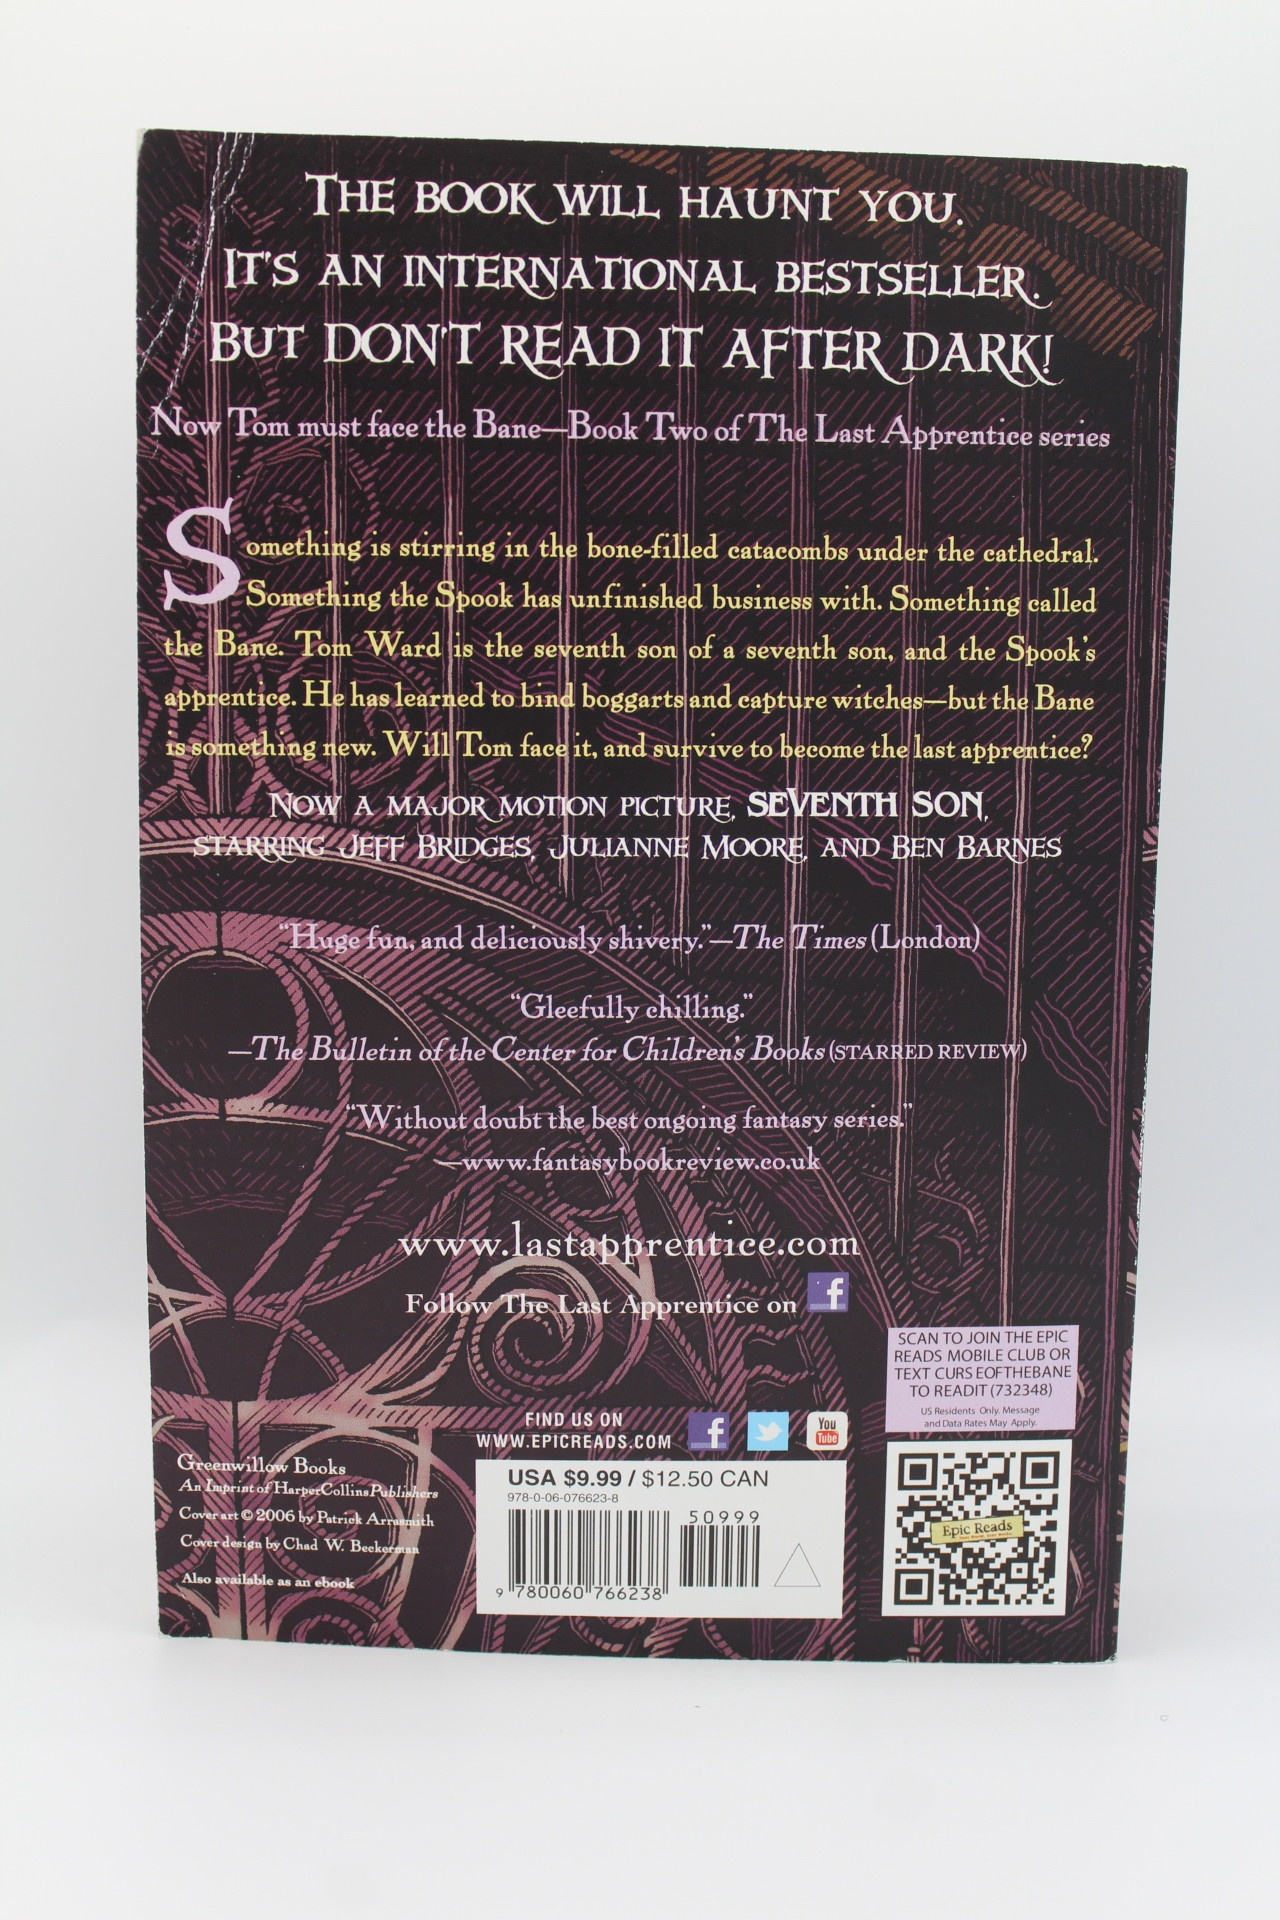 THE BOOK WILL HAUNT YOU.
IT'S AN INTERNATIONAL BESTSELLER.
BUT DON'T READ IT AFTER DARK!
Now Tom must face the Bane—Book Two of The Last Apprentice series
Something is stirring in the bone-filled catacombs under the cathedral.
Something the Spook has unfinished business with. Something called
the Bane. Tom Ward is the seventh son of a seventh son, and the Spook's
apprentice. He has learned to bind boggarts and capture witches—but the Bane
is something new. Will Tom face it, and survive to become the last apprentice?
NOW A MAJOR MOTION PICTURE, SEVENTH SON,
STARRING JEFF BRIDGES, JULIANNE MOORE, AND BEN BARNES
“Huge fun, and deliciously shivery.”—The Times (London)
“Gleefully chilling.”
—The Bulletin of the Center for Children's Books (STARRED REVIEW)
“Without doubt the best ongoing fantasy series.”
—www.fantasybookreview.co.uk
www.lastapprentice.com
Follow The Last Apprentice on f
SCAN TO JOIN THE EPIC
READS MOBILE CLUB OR
TEXT CURSEOFTHEBANE
TO READIT (732348)
US Residents Only. Message
and Data Rates May Apply.
FIND US ON
WWW.EPICREADS.COM f You Tube
Greenwillow Books
An Imprint of HarperCollinsPublishers
Cover art © 2006 by Patrick Arrasmith
Cover design by Chad W. Beckerman
Also available as an ebook
USA $9.99 / $12.50 CAN
978-0-06-076623-8
50999
9 780060 766238
Epic Reads